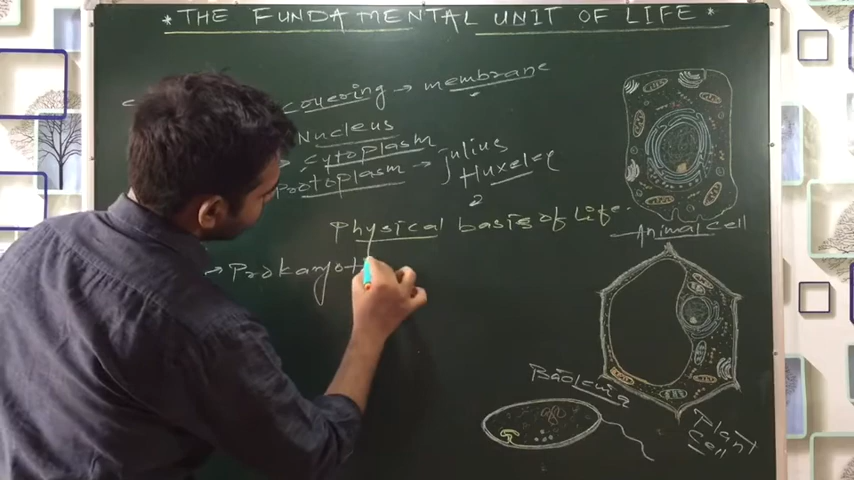 * THE FUNDAMENTAL UNIT OF LIFE *
covering → membrane
Nucleus
Cytoplasm
Protoplasm → Julius
Huxelel
Physical basis of Life
Animal Cell
→ Prokaryot
Bacteria
Plant
Cell